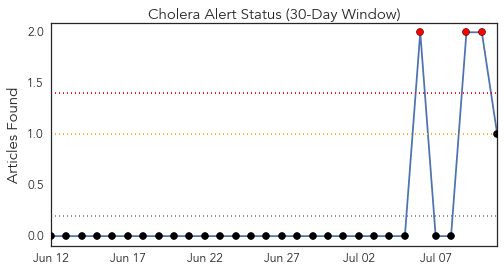 Cholera Alert Status (30-Day Window)
Articles Found
2.0
1.5
1.0
0.5
0.0
Jun 12 Jun 17 Jun 22 Jun 27 Jul 02 Jul 07